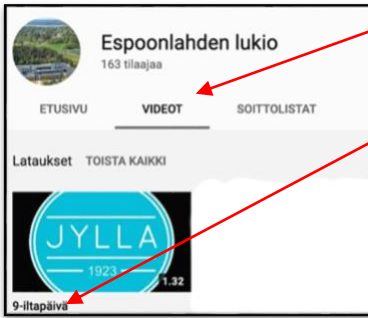 Espoonlahden lukio
163 tilaajaa
ETUSIVU VIDEOT SOITTOLISTAT
Lataukset TOISTA KAIKKI
JYLLA
1923
1.32
9-iltapäivä